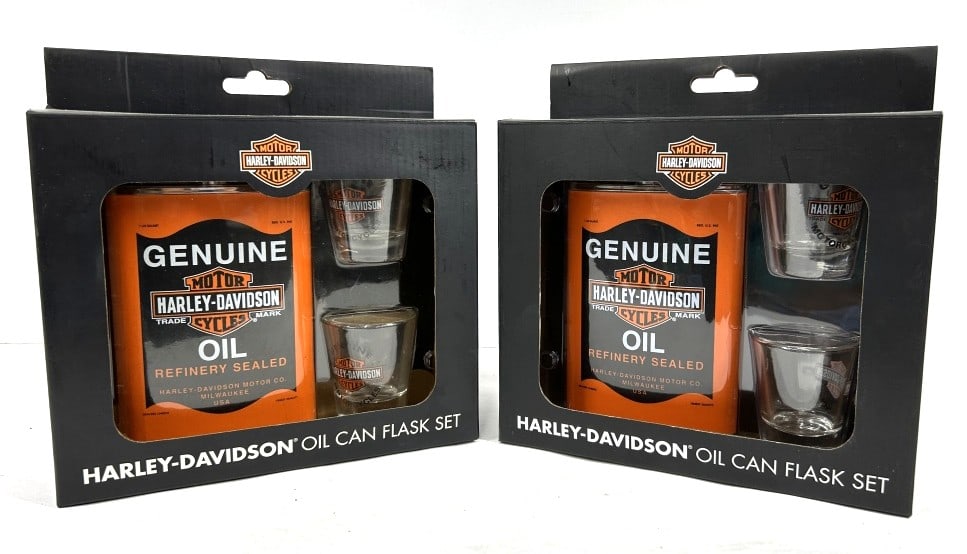 MOTOR
HARLEY-DAVIDSON
CYCLES
GENUINE
MOTOR
HARLEY-DAVIDSON
CYCLES
TRADE MARK
OIL
REFINERY SEALED
HARLEY-DAVIDSON MOTOR CO.
MILWAUKEE
USA
HARLEY-DAVIDSON® OIL CAN FLASK SET
MOTOR
HARLEY-DAVIDSON
CYCLES
GENUINE
MOTOR
HARLEY-DAVIDSON
CYCLES
TRADE MARK
OIL
REFINERY SEALED
HARLEY-DAVIDSON MOTOR CO.
MILWAUKEE
USA
HARLEY-DAVIDSON® OIL CAN FLASK SET